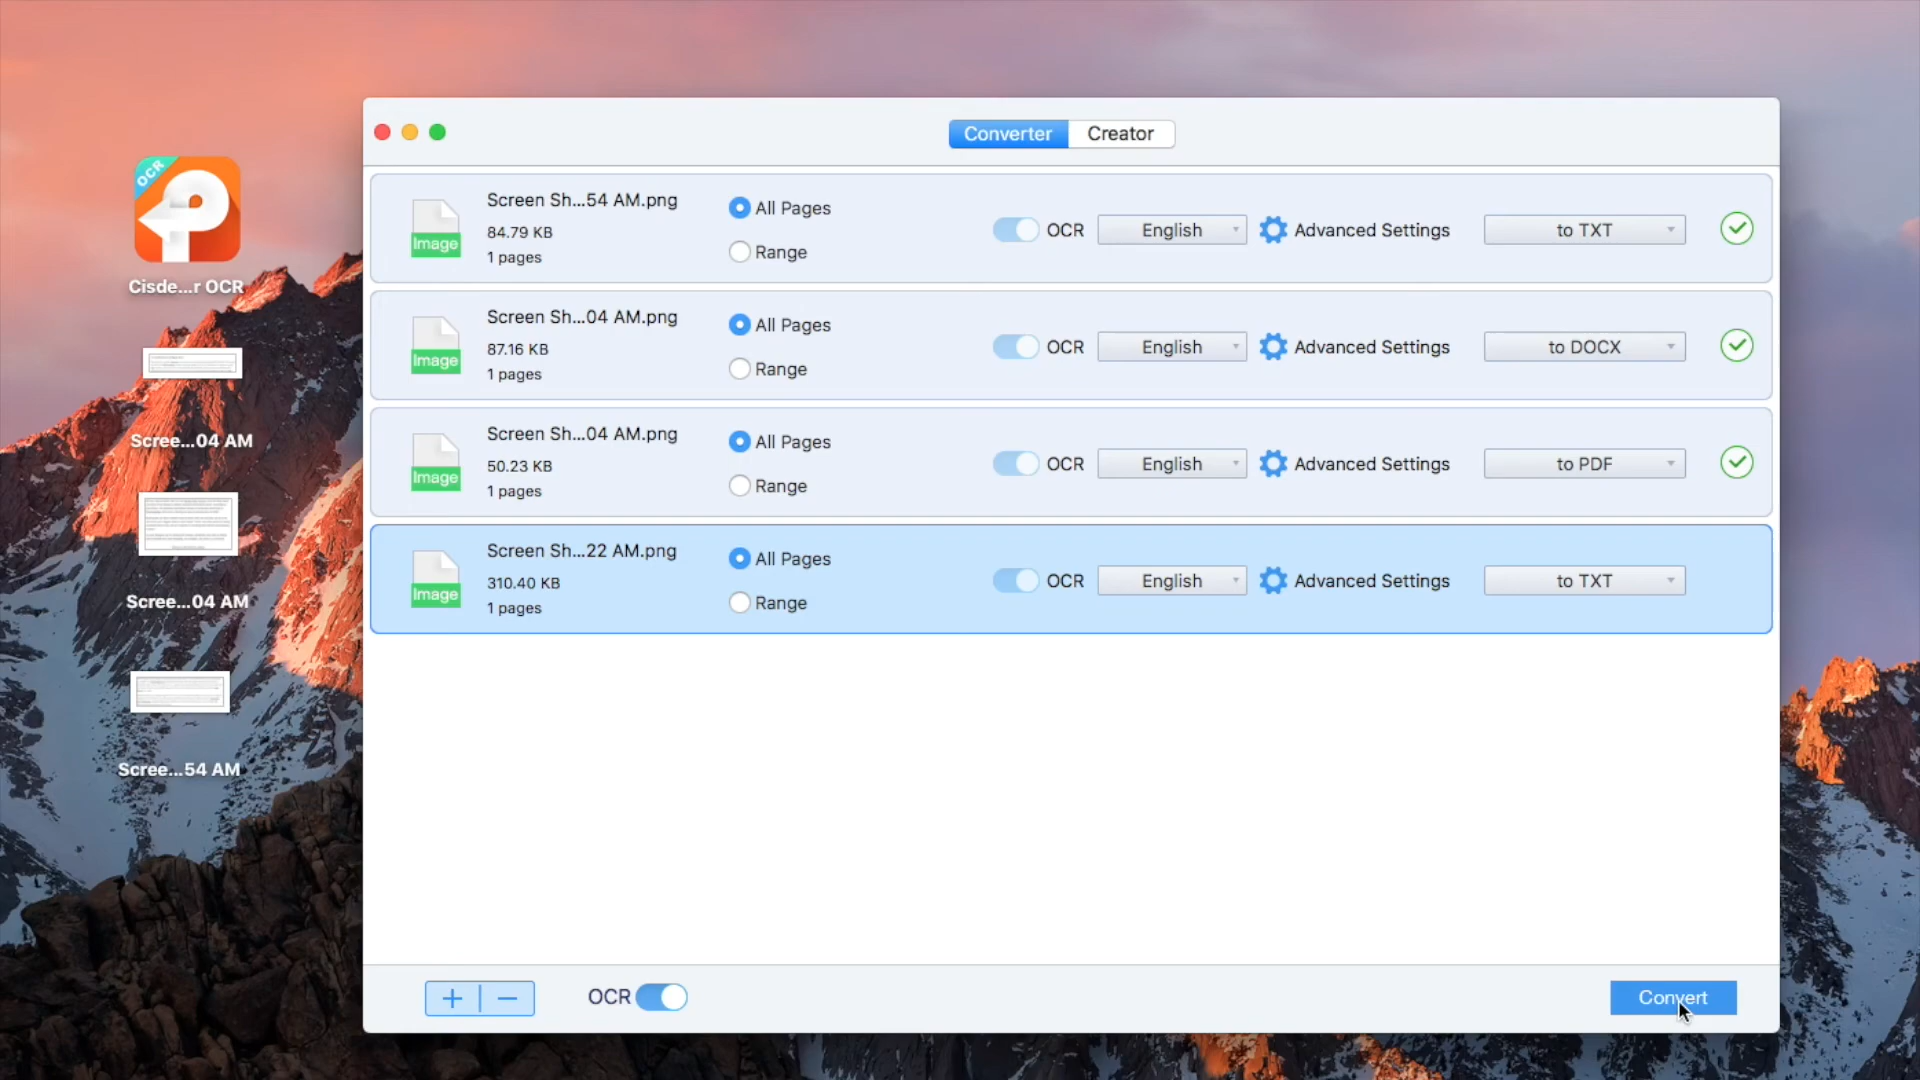 Converter Creator
OCR
Cisde...r OCR
Scree...04 AM
Scree...04 AM
Scree...54 AM
Image
Screen Sh...54 AM.png
84.79 KB
1 pages
All Pages
Range
OCR English Advanced Settings to TXT
Image
Screen Sh...04 AM.png
87.16 KB
1 pages
All Pages
Range
OCR English Advanced Settings to DOCX
Image
Screen Sh...04 AM.png
50.23 KB
1 pages
All Pages
Range
OCR English Advanced Settings to PDF
Image
Screen Sh...22 AM.png
310.40 KB
1 pages
All Pages
Range
OCR English Advanced Settings to TXT
OCR
Convert